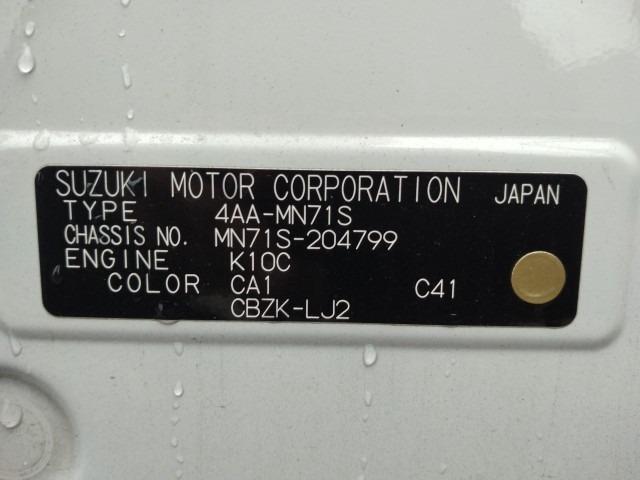 SUZUKI MOTOR CORPORATION JAPAN
TYPE 4AA-MN71S
CHASSIS NO. MN71S-204799
ENGINE K10C
COLOR CA1 C41
CBZK-LJ2